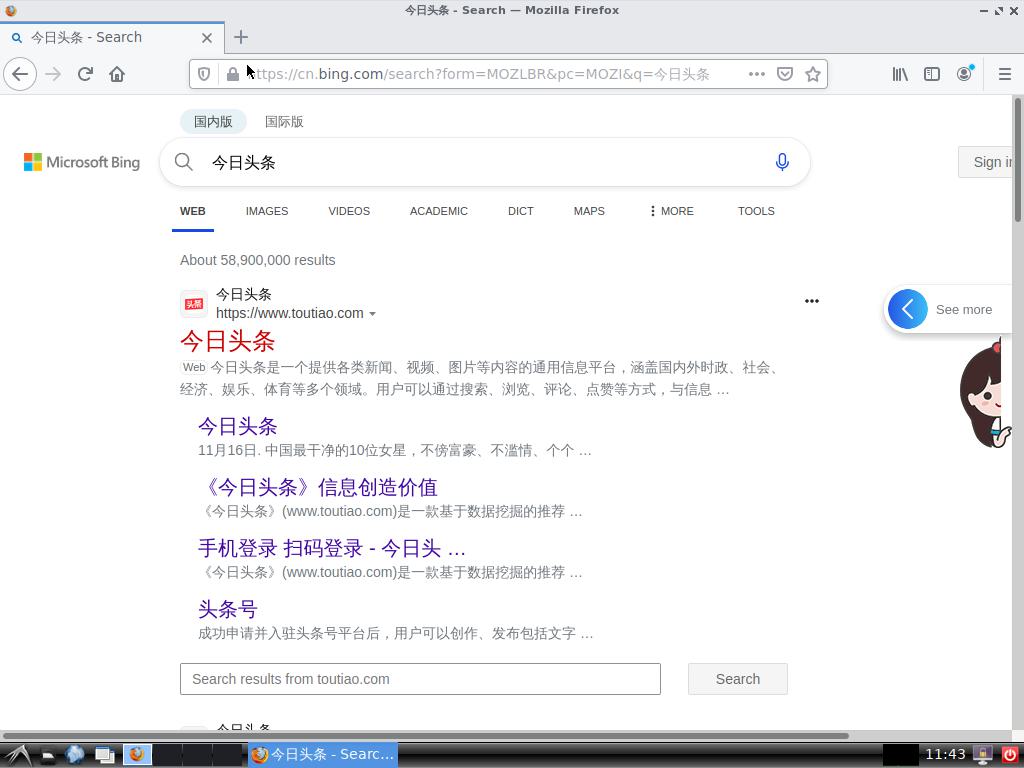 今日头条 - Search — Mozilla Firefox
今日头条 - Search
https://cn.bing.com/search?form=MOZLBR&pc=MOZI&q=今日头条
国内版 国际版
Microsoft Bing
今日头条
Sign in
WEB IMAGES VIDEOS ACADEMIC DICT MAPS MORE TOOLS
About 58,900,000 results
头条
今日头条
https://www.toutiao.com
See more
今日头条
Web 今日头条是一个提供各类新闻、视频、图片等内容的通用信息平台，涵盖国内外时政、社会、
经济、娱乐、体育等多个领域。用户可以通过搜索、浏览、评论、点赞等方式，与信息 …
今日头条
11月16日. 中国最干净的10位女星，不傍富豪、不滥情、个个 …
《今日头条》信息创造价值
《今日头条》(www.toutiao.com)是一款基于数据挖掘的推荐 …
手机登录 扫码登录 - 今日头 …
《今日头条》(www.toutiao.com)是一款基于数据挖掘的推荐 …
头条号
成功申请并入驻头条号平台后，用户可以创作、发布包括文字 …
Search results from toutiao.com
Search
今日头条
今日头条 - Searc...
11:43